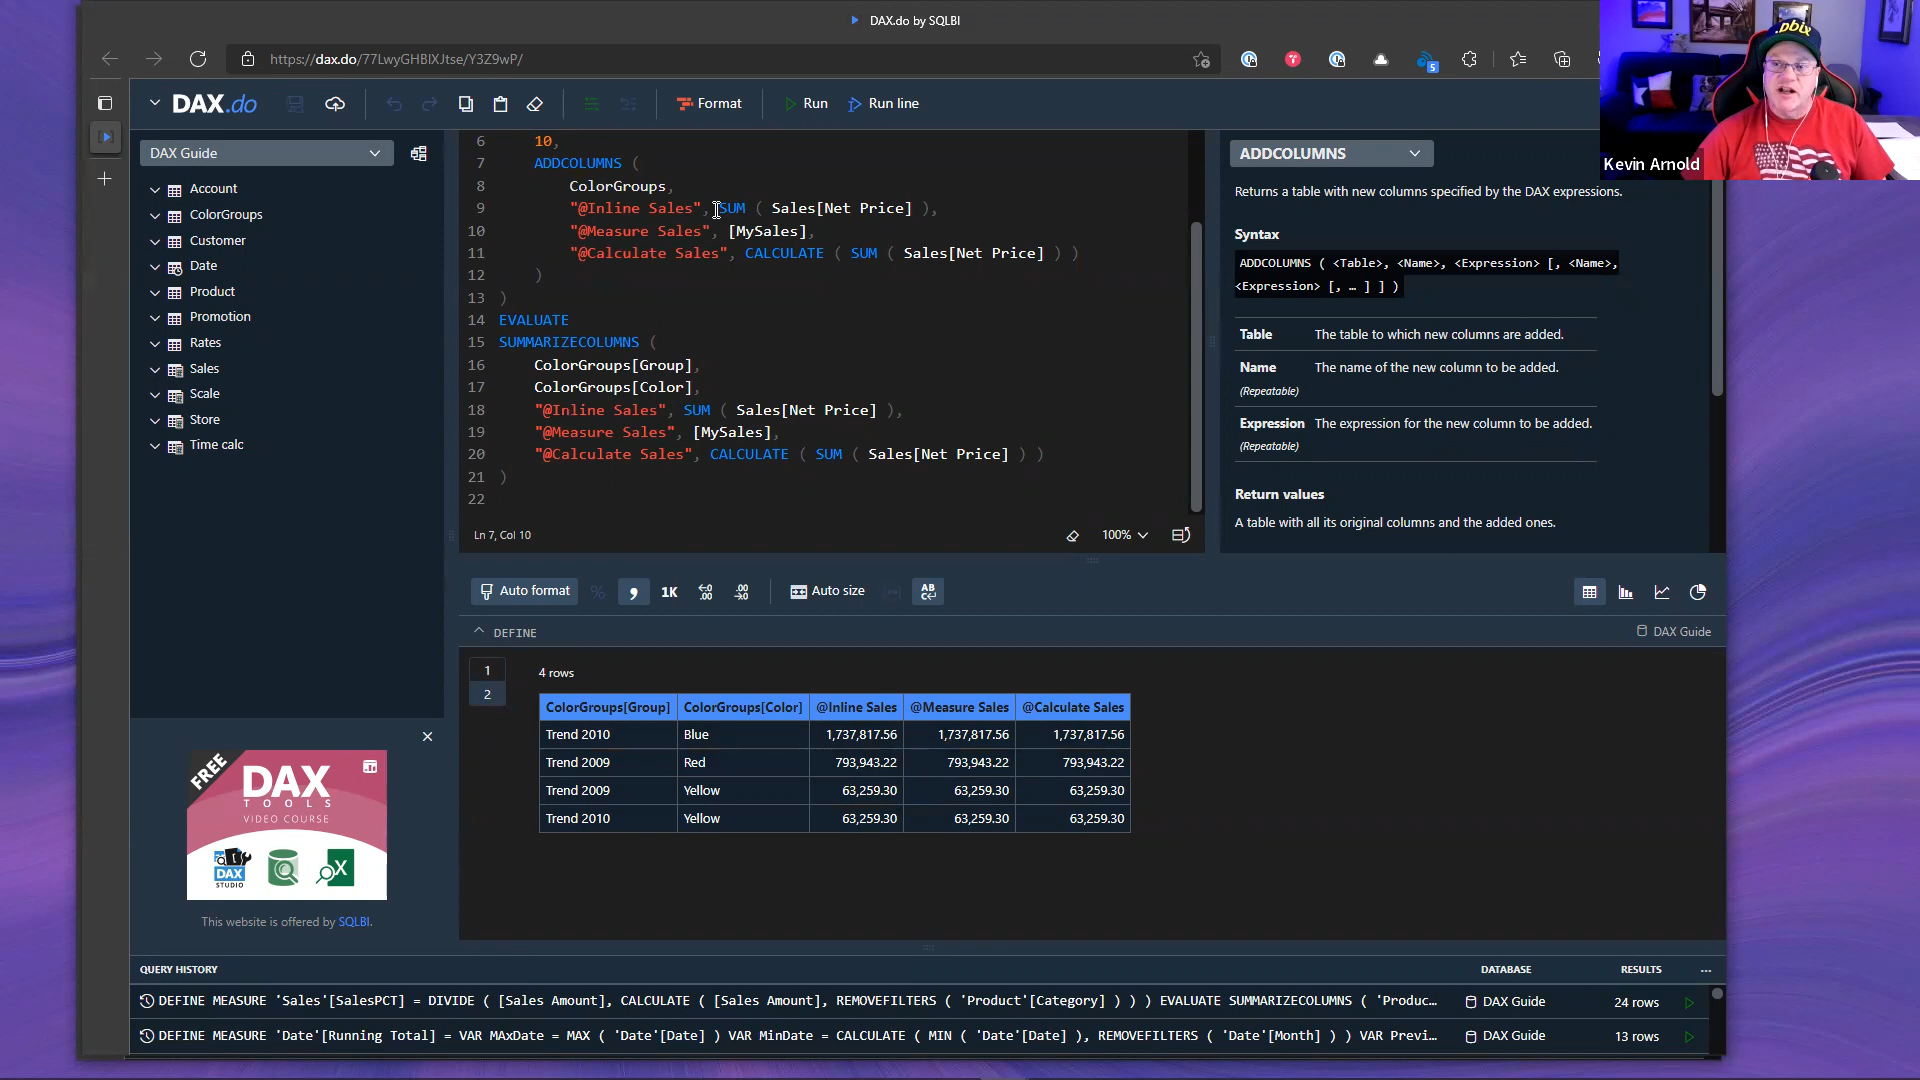 DAX.do by SQLBI
https://dax.do/77LwyGHBlXJtse/Y3Z9wP/
5
.pbix
Kevin Arnold
DAX.do
Format
Run
Run line
DAX Guide
Account
ColorGroups
Customer
Date
Product
Promotion
Rates
Sales
Scale
Store
Time calc
6 10,
7 ADDCOLUMNS (
8 ColorGroups,
9 "@Inline Sales", SUM ( Sales[Net Price] ),
10 "@Measure Sales", [MySales],
11 "@Calculate Sales", CALCULATE ( SUM ( Sales[Net Price] ) )
12 )
13 )
14 EVALUATE
15 SUMMARIZECOLUMNS (
16 ColorGroups[Group],
17 ColorGroups[Color],
18 "@Inline Sales", SUM ( Sales[Net Price] ),
19 "@Measure Sales", [MySales],
20 "@Calculate Sales", CALCULATE ( SUM ( Sales[Net Price] ) )
21 )
22
Ln 7, Col 10
100%
ADDCOLUMNS
Returns a table with new columns specified by the DAX expressions.
Syntax
ADDCOLUMNS ( <Table>, <Name>, <Expression> [, <Name>,
<Expression> [, … ] ] )
Table The table to which new columns are added.
Name The name of the new column to be added.
(Repeatable)
Expression The expression for the new column to be added.
(Repeatable)
Return values
A table with all its original columns and the added ones.
Auto format % , 1K .00 .00 Auto size AB C
DEFINE
DAX Guide
1
2
4 rows
ColorGroups[Group] ColorGroups[Color] @Inline Sales @Measure Sales @Calculate Sales
Trend 2010 Blue 1,737,817.56 1,737,817.56 1,737,817.56
Trend 2009 Red 793,943.22 793,943.22 793,943.22
Trend 2009 Yellow 63,259.30 63,259.30 63,259.30
Trend 2010 Yellow 63,259.30 63,259.30 63,259.30
FREE
DAX
TOOLS
VIDEO COURSE
DAX
STUDIO
X
This website is offered by SQLBI.
QUERY HISTORY DATABASE RESULTS ...
DEFINE MEASURE 'Sales'[SalesPCT] = DIVIDE ( [Sales Amount], CALCULATE ( [Sales Amount], REMOVEFILTERS ( 'Product'[Category] ) ) ) EVALUATE SUMMARIZECOLUMNS ( 'Produc… DAX Guide 24 rows
DEFINE MEASURE 'Date'[Running Total] = VAR MAxDate = MAX ( 'Date'[Date] ) VAR MinDate = CALCULATE ( MIN ( 'Date'[Date] ), REMOVEFILTERS ( 'Date'[Month] ) ) VAR Previ… DAX Guide 13 rows